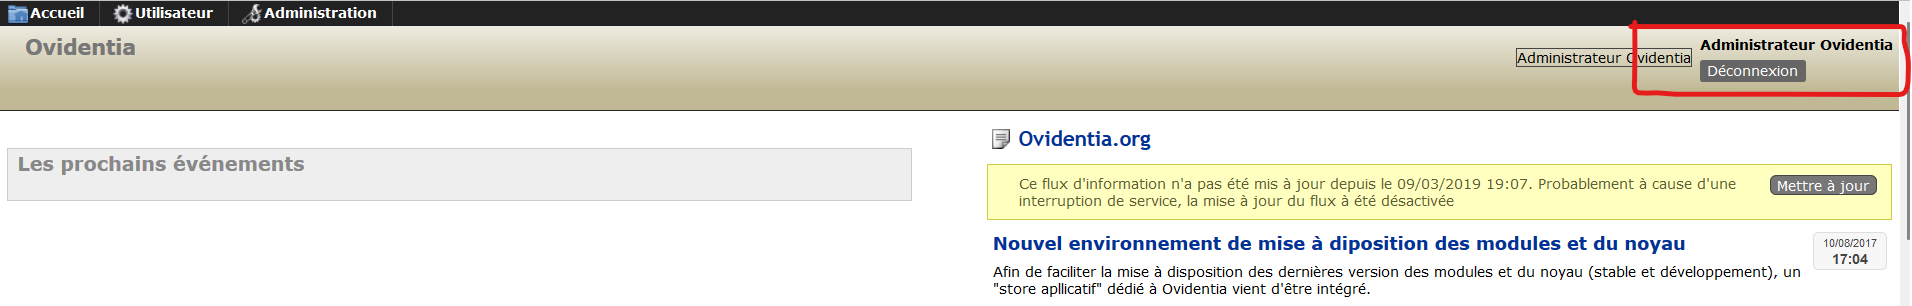 Accueil Utilisateur Administration
Ovidentia
Administrateur Ovidentia
Administrateur Ovidentia
Déconnexion
Les prochains événements
Ovidentia.org
Ce flux d'information n'a pas été mis à jour depuis le 09/03/2019 19:07. Probablement à cause d'une
interruption de service, la mise à jour du flux à été désactivée
Mettre à jour
Nouvel environnement de mise à diposition des modules et du noyau
10/08/2017
17:04
Afin de faciliter la mise à disposition des dernières version des modules et du noyau (stable et développement), un
"store apllicatif" dédié à Ovidentia vient d'être intégré.